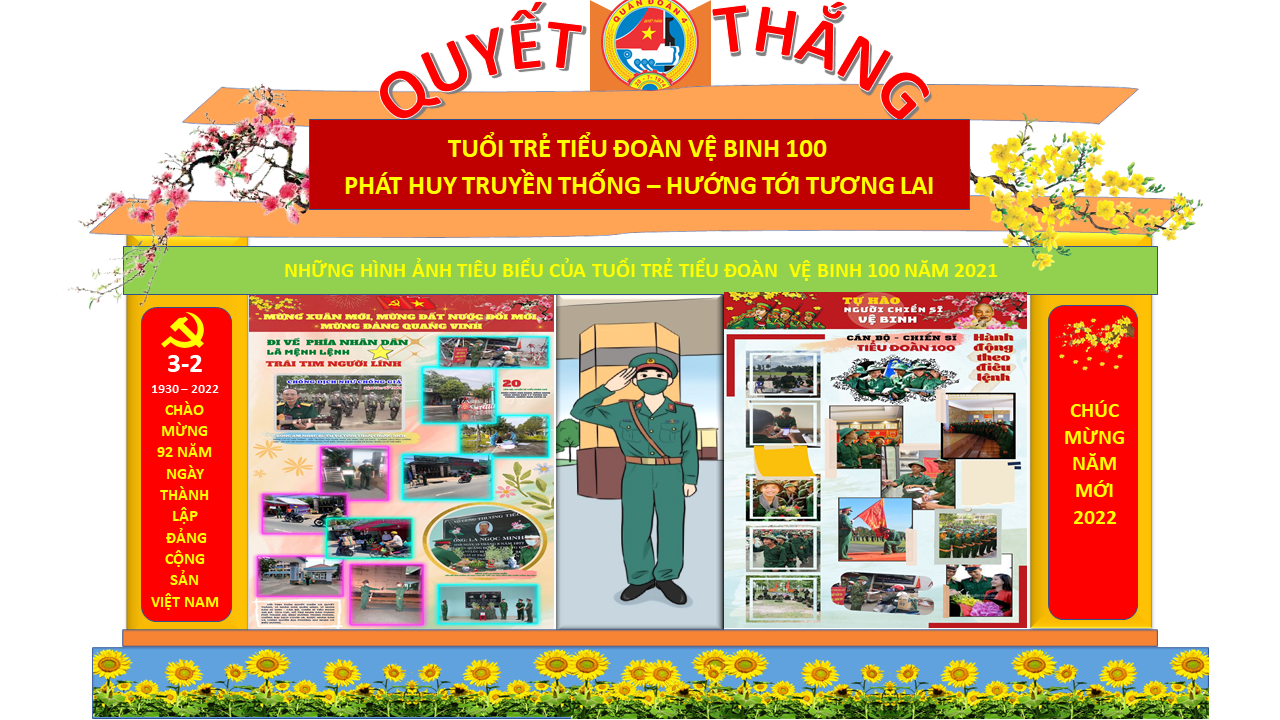 QUYẾT THẮNG
QUÂN ĐOÀN 4
TUỔI TRẺ TIỂU ĐOÀN VỆ BINH 100
PHÁT HUY TRUYỀN THỐNG – HƯỚNG TỚI TƯƠNG LAI
NHỮNG HÌNH ẢNH TIÊU BIỂU CỦA TUỔI TRẺ TIỂU ĐOÀN VỆ BINH 100 NĂM 2021
3-2
1930 – 2022
CHÀO
MỪNG
92 NĂM
NGÀY
THÀNH
LẬP
ĐẢNG
CỘNG
SẢN
VIỆT NAM
MỪNG XUÂN MỚI, MỪNG ĐẤT NƯỚC ĐỔI MỚI,
MỪNG ĐẢNG QUANG VINH
ĐI VỀ PHÍA NHÂN DÂN
LÀ MỆNH LỆNH
TRÁI TIM NGƯỜI LÍNH
CHỐNG DỊCH NHƯ CHỐNG GIẶC
20
ÔNG: LA NGỌC MINH
TỰ HÀO
NGƯỜI CHIẾN SĨ
VỆ BINH
CÁN BỘ - CHIẾN SĨ
TIỂU ĐOÀN 100
Hành
động
theo
điều
lệnh
CHÚC
MỪNG
NĂM
MỚI
2022